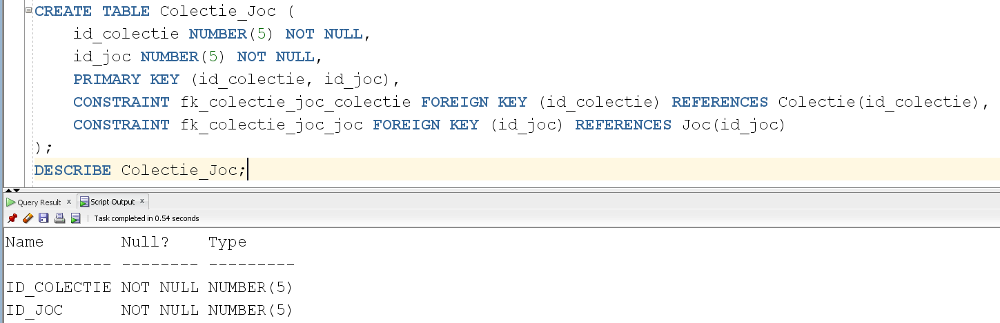 CREATE TABLE Colectie_Joc (
    id_colectie NUMBER(5) NOT NULL,
    id_joc NUMBER(5) NOT NULL,
    PRIMARY KEY (id_colectie, id_joc),
    CONSTRAINT fk_colectie_joc_colectie FOREIGN KEY (id_colectie) REFERENCES Colectie(id_colectie),
    CONSTRAINT fk_colectie_joc_joc FOREIGN KEY (id_joc) REFERENCES Joc(id_joc)
);
DESCRIBE Colectie_Joc;
Query Result x Script Output x
Task completed in 0.54 seconds
Name        Null?    Type
----------- -------- ---------
ID_COLECTIE NOT NULL NUMBER(5)
ID_JOC      NOT NULL NUMBER(5)